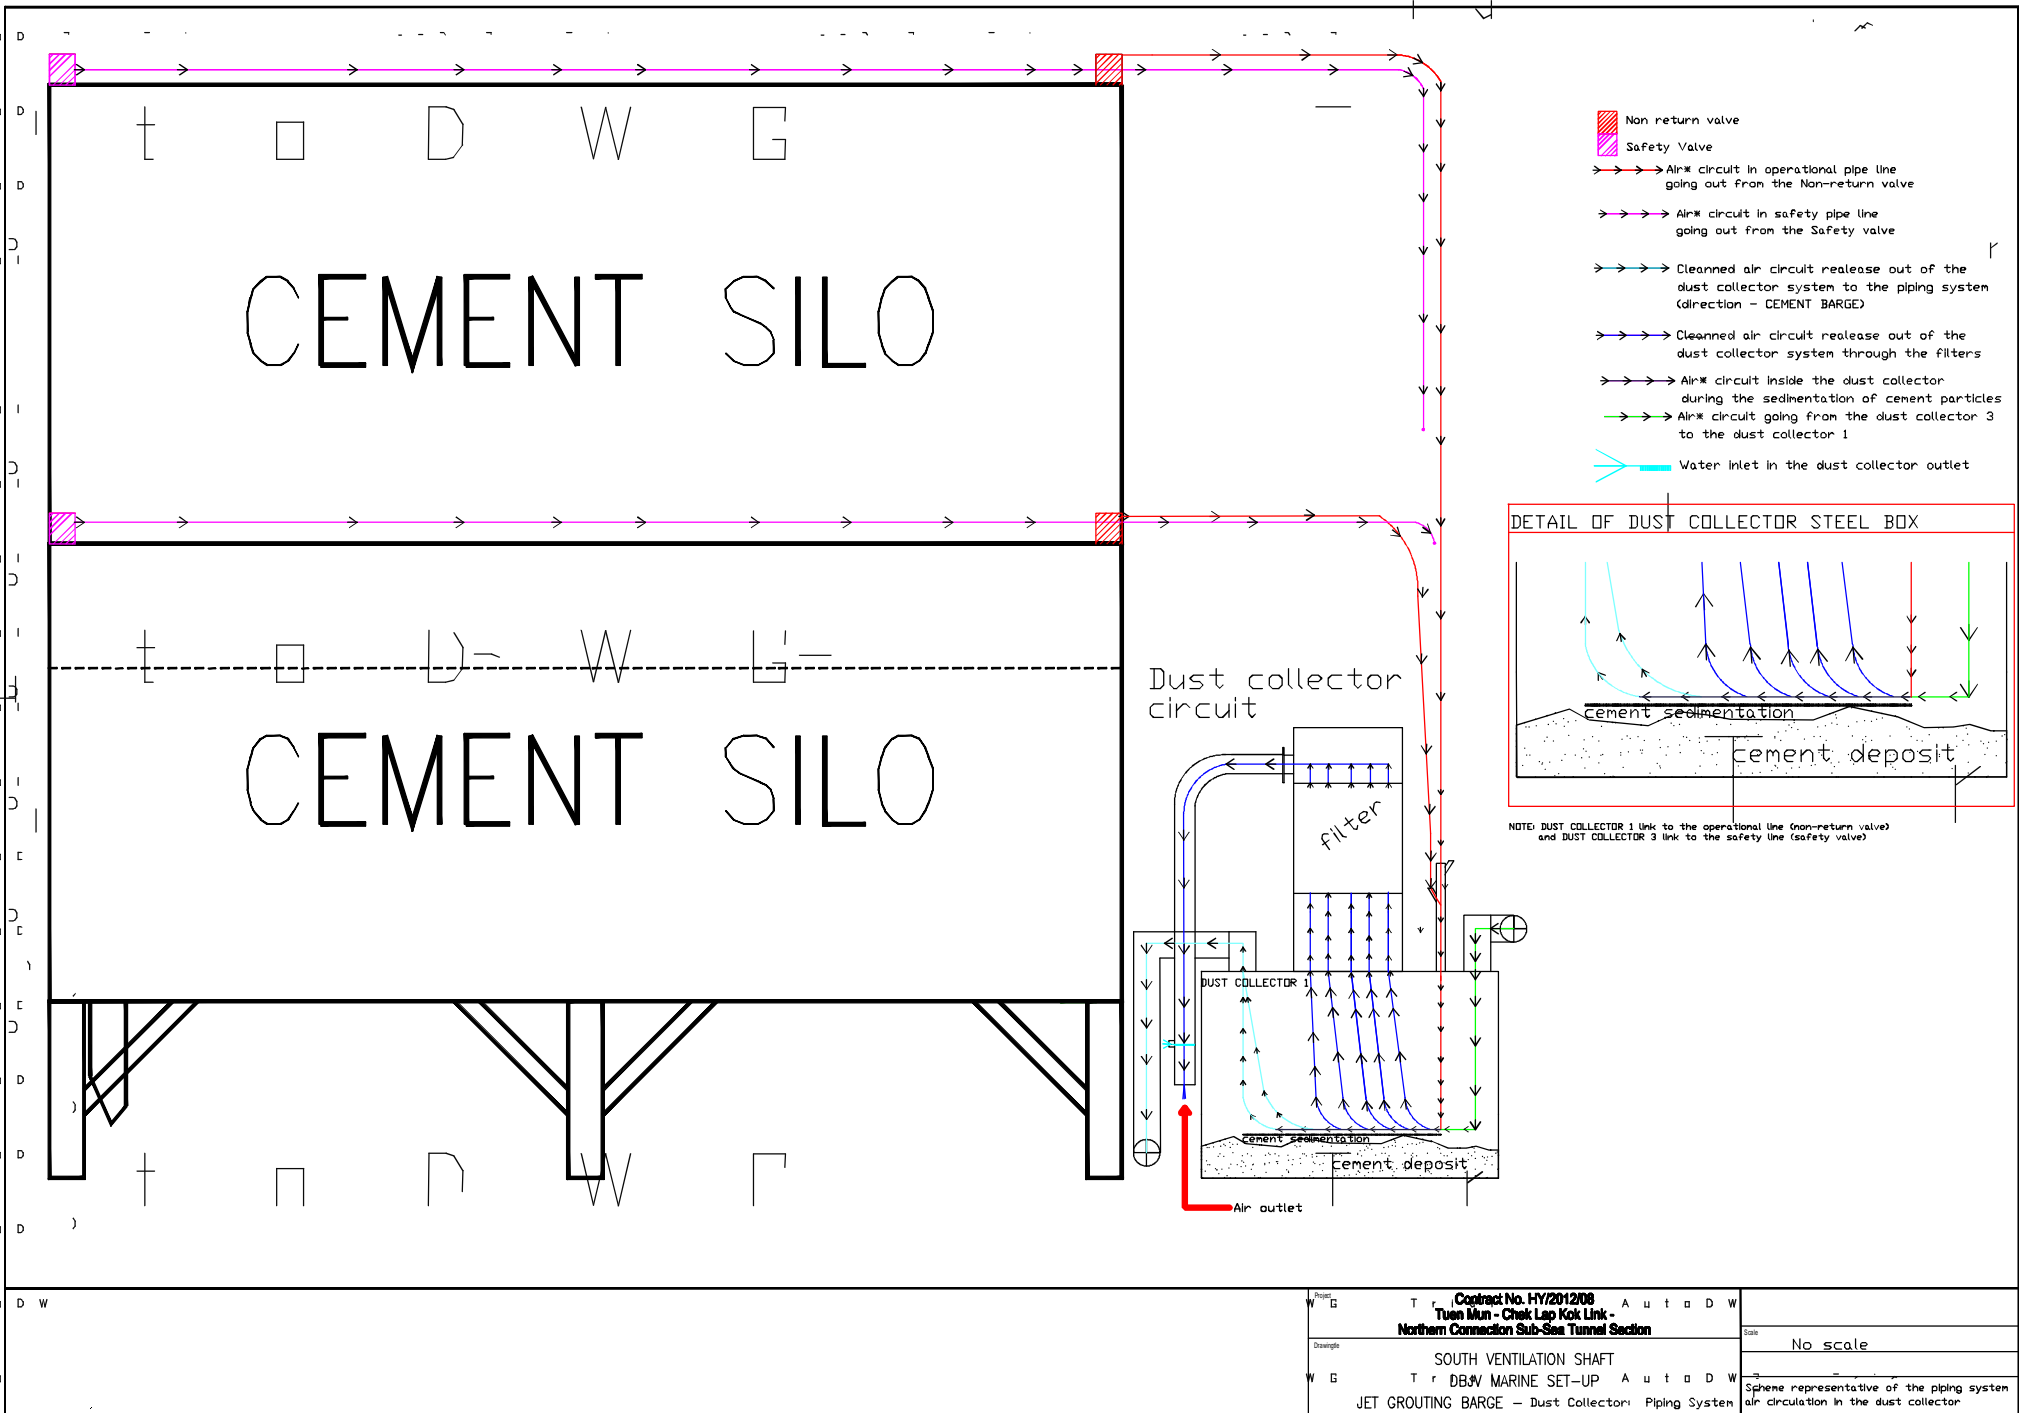 t o D W G
Non return valve
Safety Valve
Air* circuit in operational pipe line
going out from the Non-return valve
Air* circuit in safety pipe line
going out from the Safety valve
CEMENT SILO
Cleanned air circuit realease out of the
dust collector system to the piping system
(direction - CEMENT BARGE)
Cleanned air circuit realease out of the
dust collector system through the filters
Air* circuit inside the dust collector
during the sedimentation of cement particles
Air* circuit going from the dust collector 3
to the dust collector 1
Water inlet in the dust collector outlet
DETAIL OF DUST COLLECTOR STEEL BOX
cement sedimentation
cement deposit
NOTE: DUST COLLECTOR 1 link to the operational line (non-return valve)
and DUST COLLECTOR 3 link to the safety line (safety valve)
t o D W G
Dust collector
circuit
CEMENT SILO
filter
DUST COLLECTOR 1
cement sedimentation
cement deposit
Air outlet
D W
Project
W G T r i A u t o D W
Contract No. HY/2012/08
Tuen Mun - Chek Lap Kok Link -
Northern Connection Sub-Sea Tunnel Section
Drawingtitle
SOUTH VENTILATION SHAFT
W G T r A u t o D W
DBJV MARINE SET-UP
JET GROUTING BARGE - Dust Collector: Piping System
Scale
No scale
Scheme representative of the piping system
air circulation in the dust collector